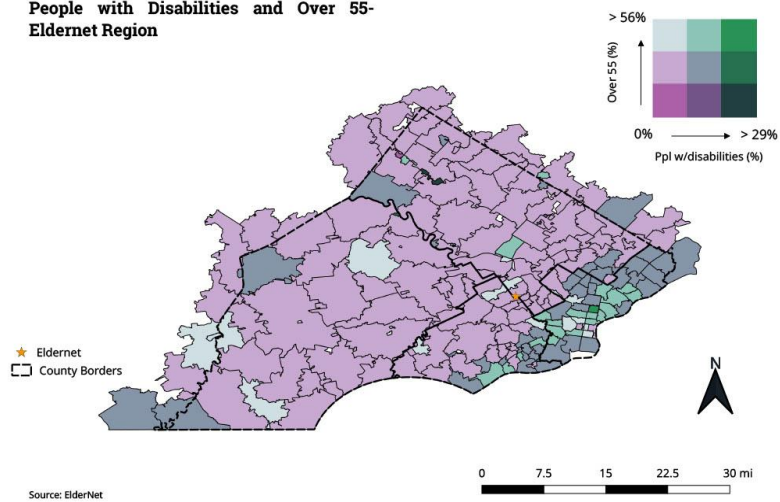 People with Disabilities and Over 55-
Eldernet Region
> 56%
Over 55 (%)
0%
> 29%
Ppl w/disabilities (%)
Eldernet
County Borders
N
0 7.5 15 22.5 30 mi
Source: ElderNet